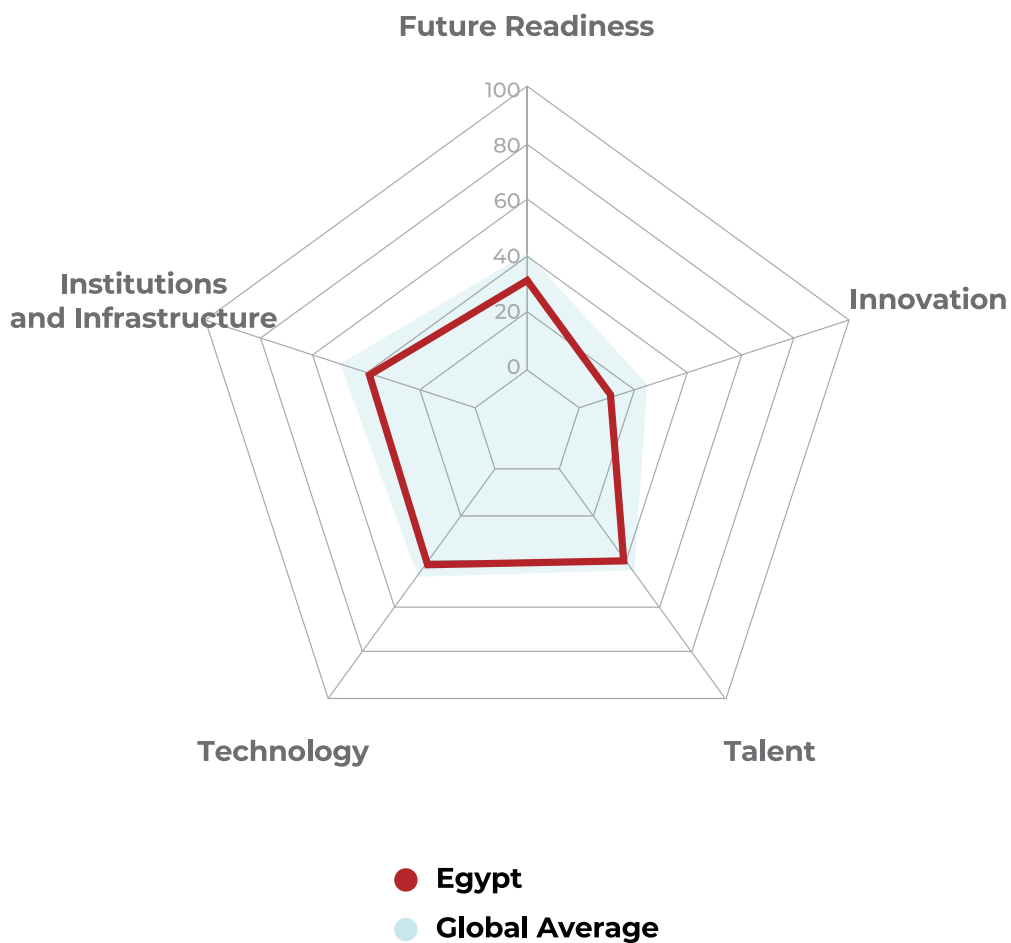 Future Readiness
100
80
60
40
20
0
Institutions
and Infrastructure
Innovation
Technology
Talent
Egypt
Global Average